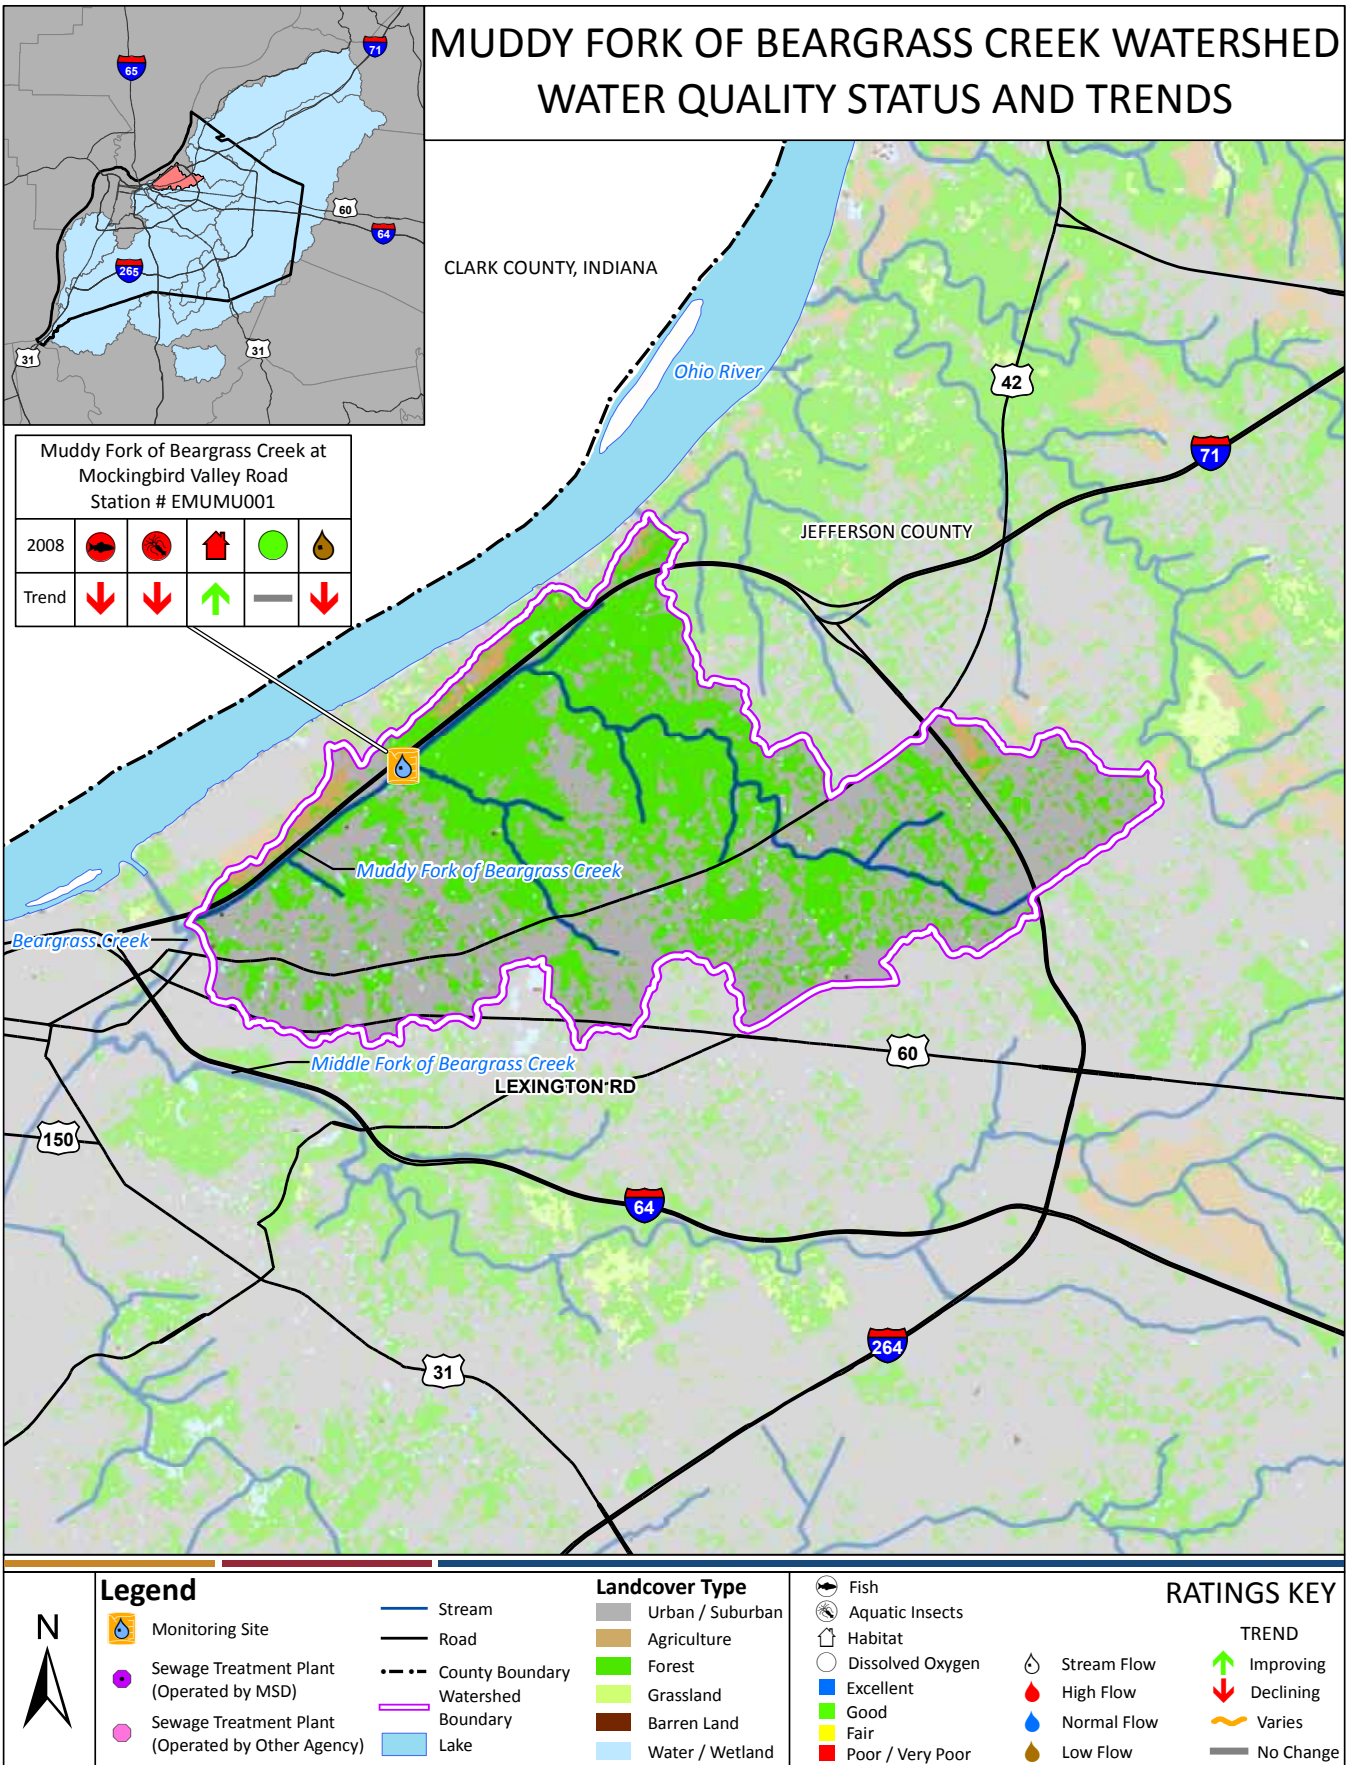 MUDDY FORK OF BEARGRASS CREEK WATERSHED
WATER QUALITY STATUS AND TRENDS
71
65
60
64
265
31
31
CLARK COUNTY, INDIANA
Ohio River
42
71
JEFFERSON COUNTY
Muddy Fork of Beargrass Creek at
Mockingbird Valley Road
Station # EMUMU001
2008
Trend
Muddy Fork of Beargrass Creek
Beargrass Creek
Middle Fork of Beargrass Creek
LEXINGTON RD
60
150
64
264
31
N
Legend
Monitoring Site
Sewage Treatment Plant
(Operated by MSD)
Sewage Treatment Plant
(Operated by Other Agency)
Stream
Road
County Boundary
Watershed
Boundary
Lake
Landcover Type
Urban / Suburban
Agriculture
Forest
Grassland
Barren Land
Water / Wetland
RATINGS KEY
Fish
Aquatic Insects
Habitat
Dissolved Oxygen
Excellent
Good
Fair
Poor / Very Poor
Stream Flow
High Flow
Normal Flow
Low Flow
TREND
Improving
Declining
Varies
No Change